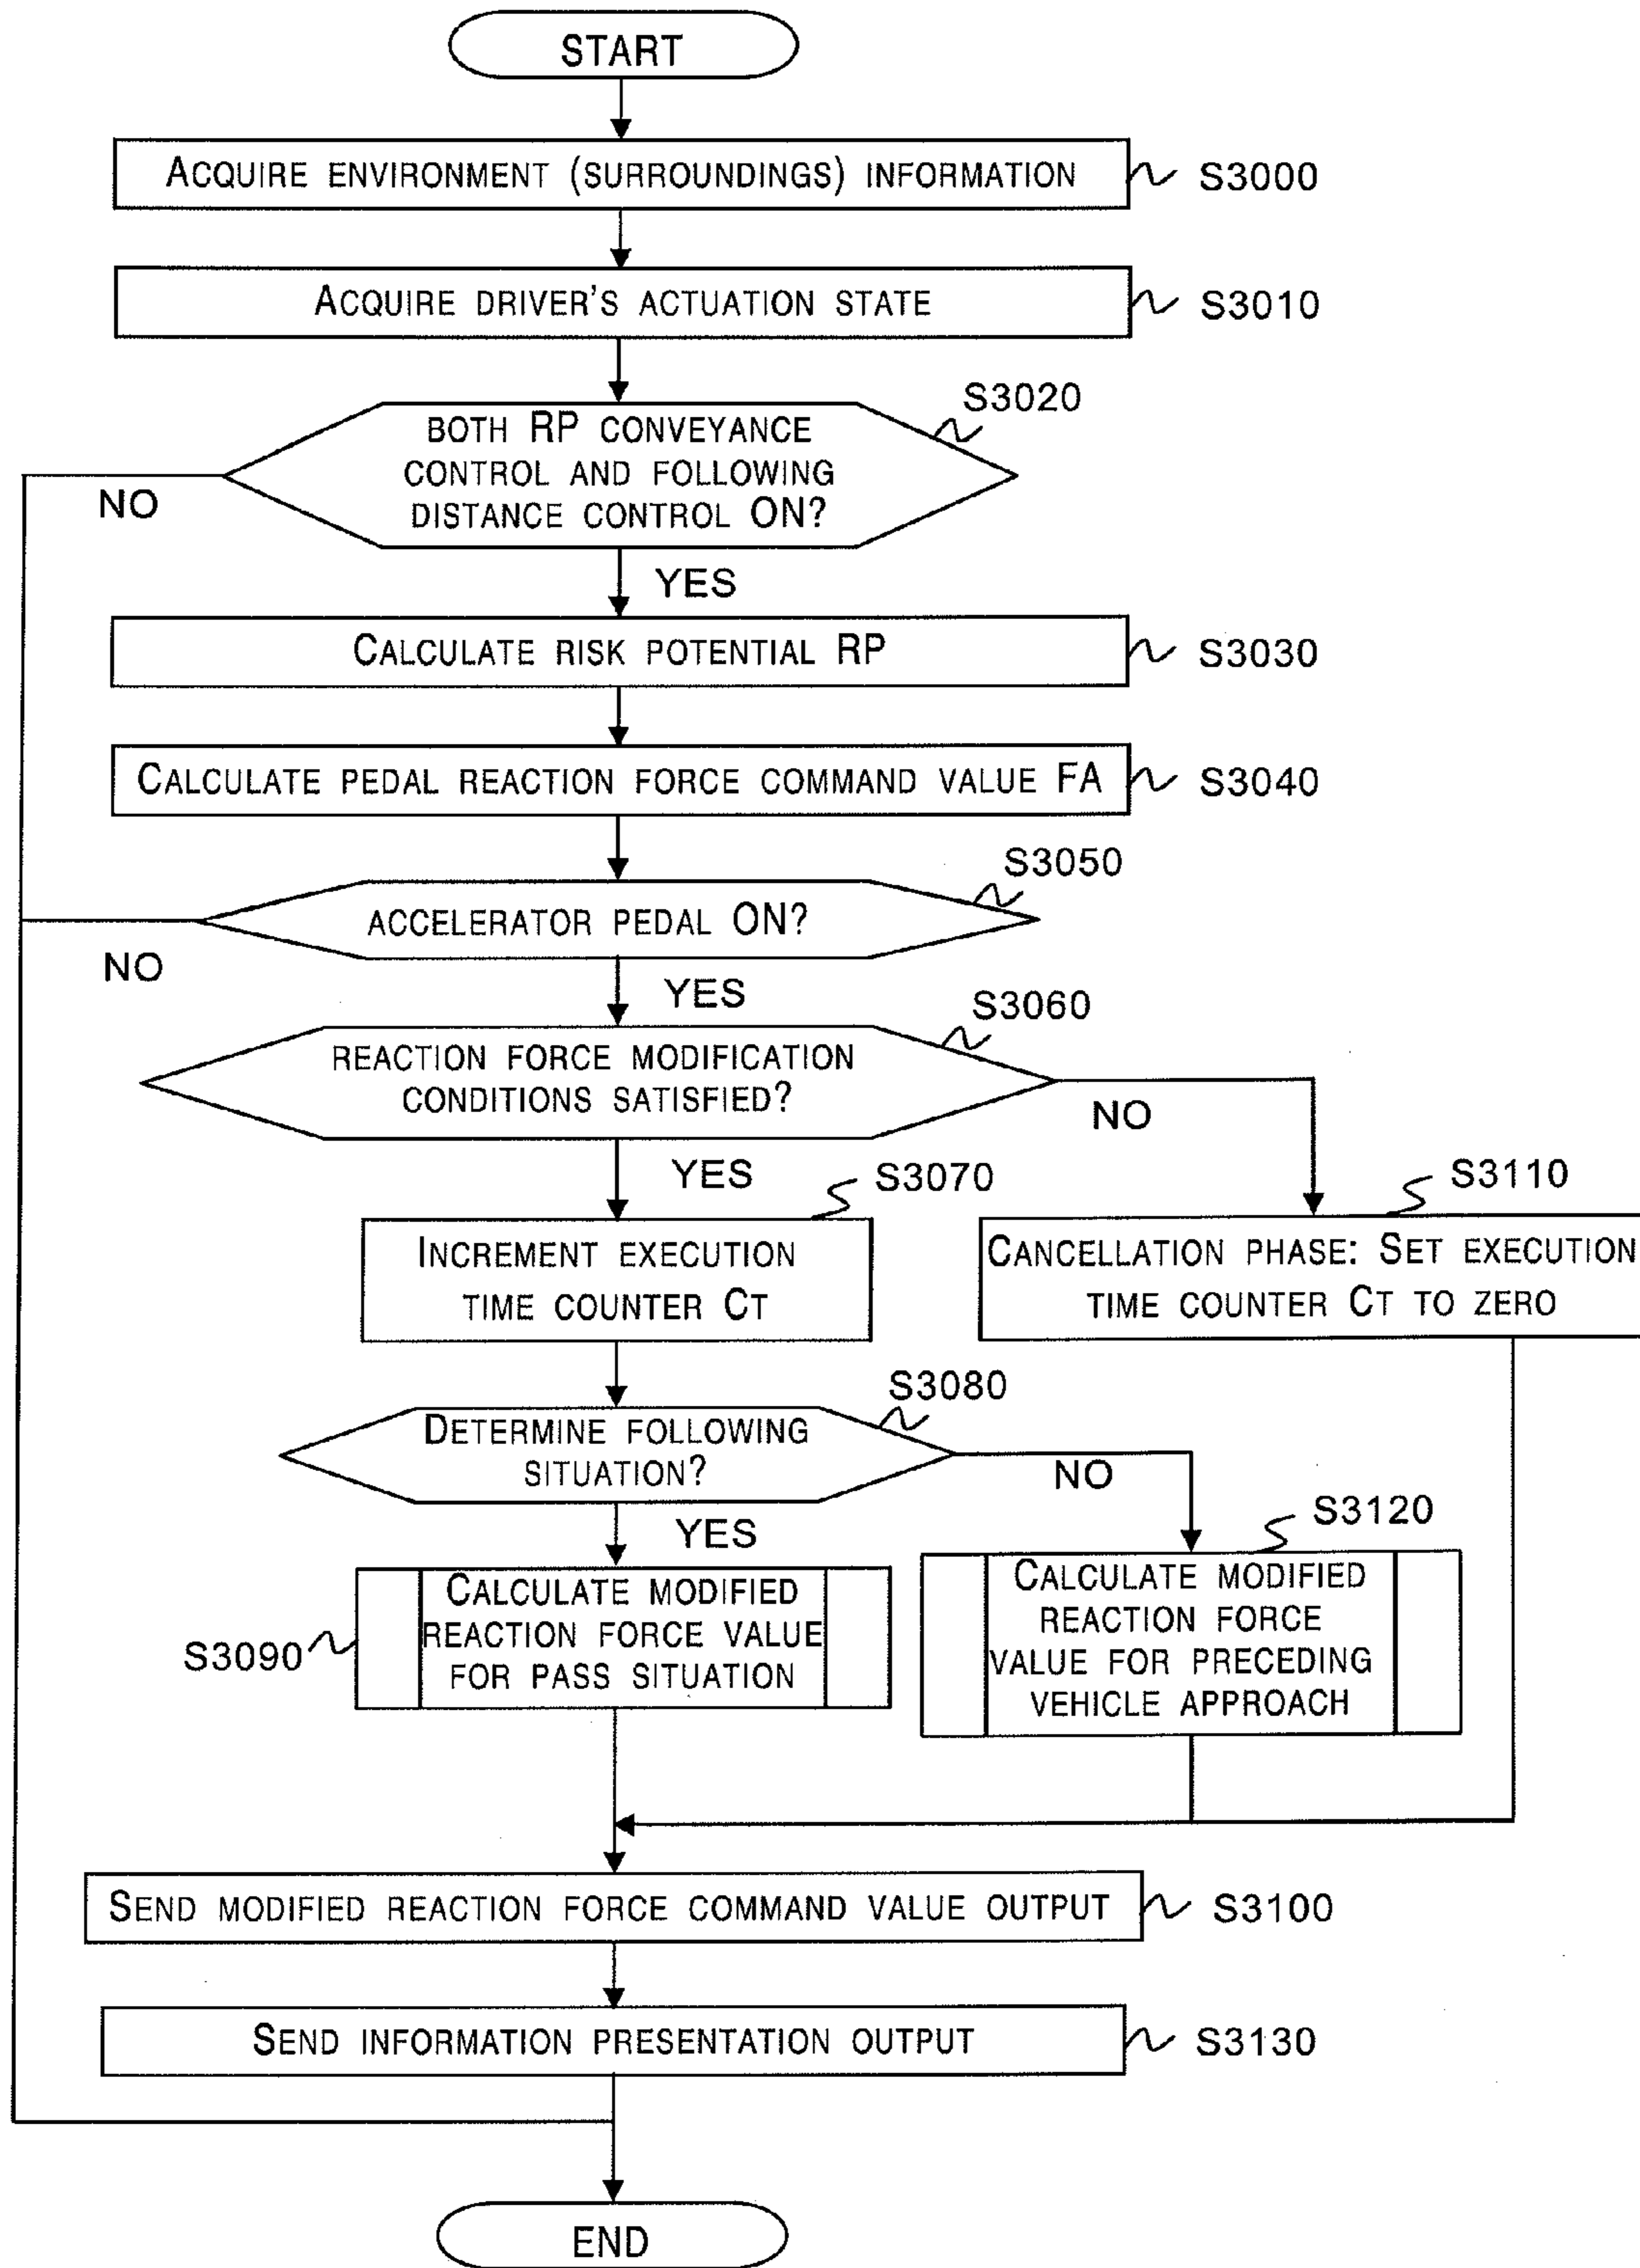 START
ACQUIRE ENVIRONMENT (SURROUNDINGS) INFORMATION
S3000
ACQUIRE DRIVER'S ACTUATION STATE
S3010
S3020
BOTH RP CONVEYANCE
CONTROL AND FOLLOWING
DISTANCE CONTROL ON?
NO
YES
CALCULATE RISK POTENTIAL RP
S3030
CALCULATE PEDAL REACTION FORCE COMMAND VALUE FA
S3040
S3050
ACCELERATOR PEDAL ON?
NO
YES
S3060
REACTION FORCE MODIFICATION
CONDITIONS SATISFIED?
NO
YES
S3070
INCREMENT EXECUTION
TIME COUNTER CT
S3110
CANCELLATION PHASE: SET EXECUTION
TIME COUNTER CT TO ZERO
S3080
DETERMINE FOLLOWING
SITUATION?
NO
YES
S3090
CALCULATE MODIFIED
REACTION FORCE VALUE
FOR PASS SITUATION
S3120
CALCULATE MODIFIED
REACTION FORCE
VALUE FOR PRECEDING
VEHICLE APPROACH
SEND MODIFIED REACTION FORCE COMMAND VALUE OUTPUT
S3100
SEND INFORMATION PRESENTATION OUTPUT
S3130
END